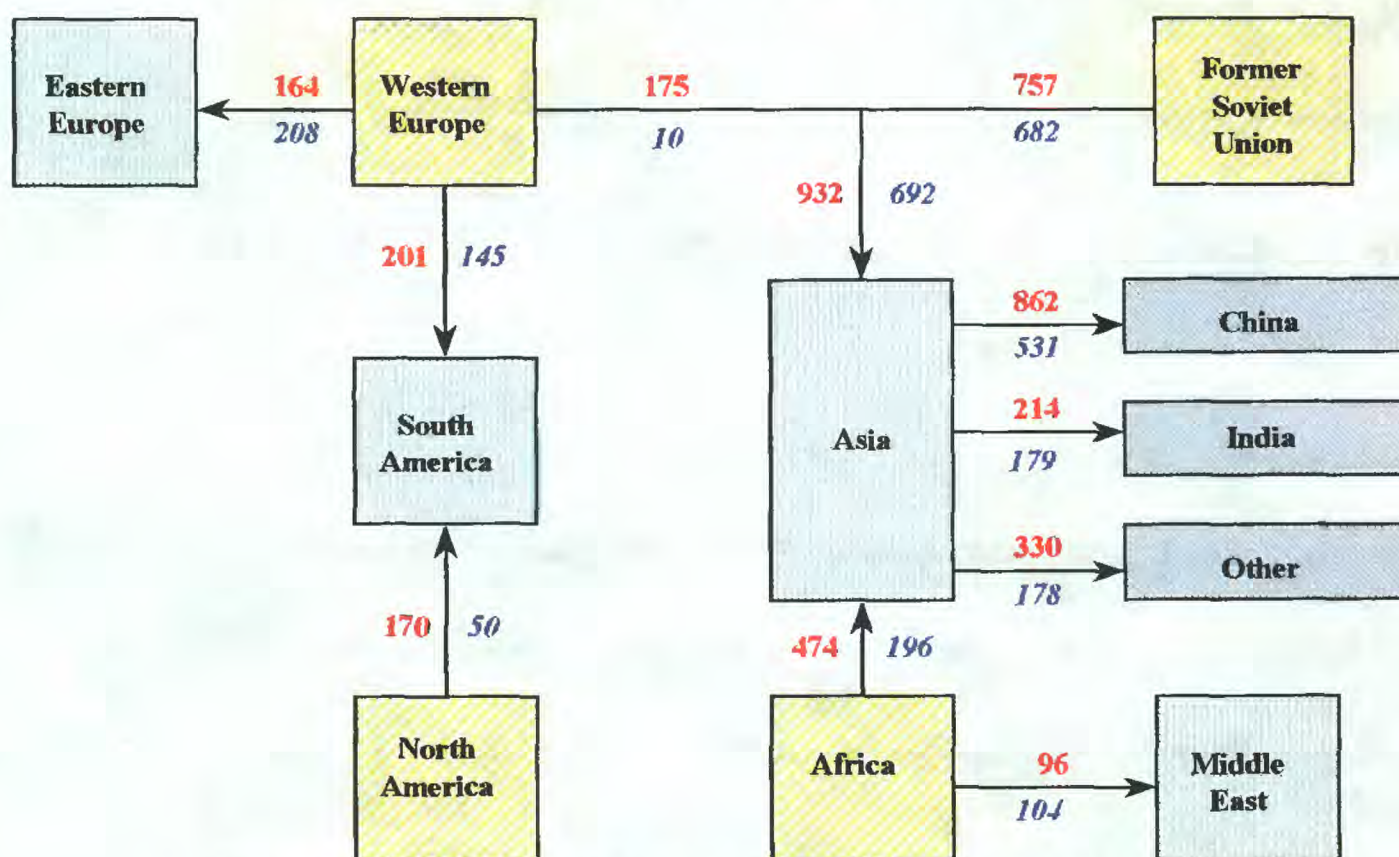 Eastern
Europe
164
208
Western
Europe
175
10
757
682
Former
Soviet
Union
201
145
932
692
South
America
Asia
862
531
China
214
179
India
330
178
Other
170
50
474
196
North
America
Africa
96
104
Middle
East